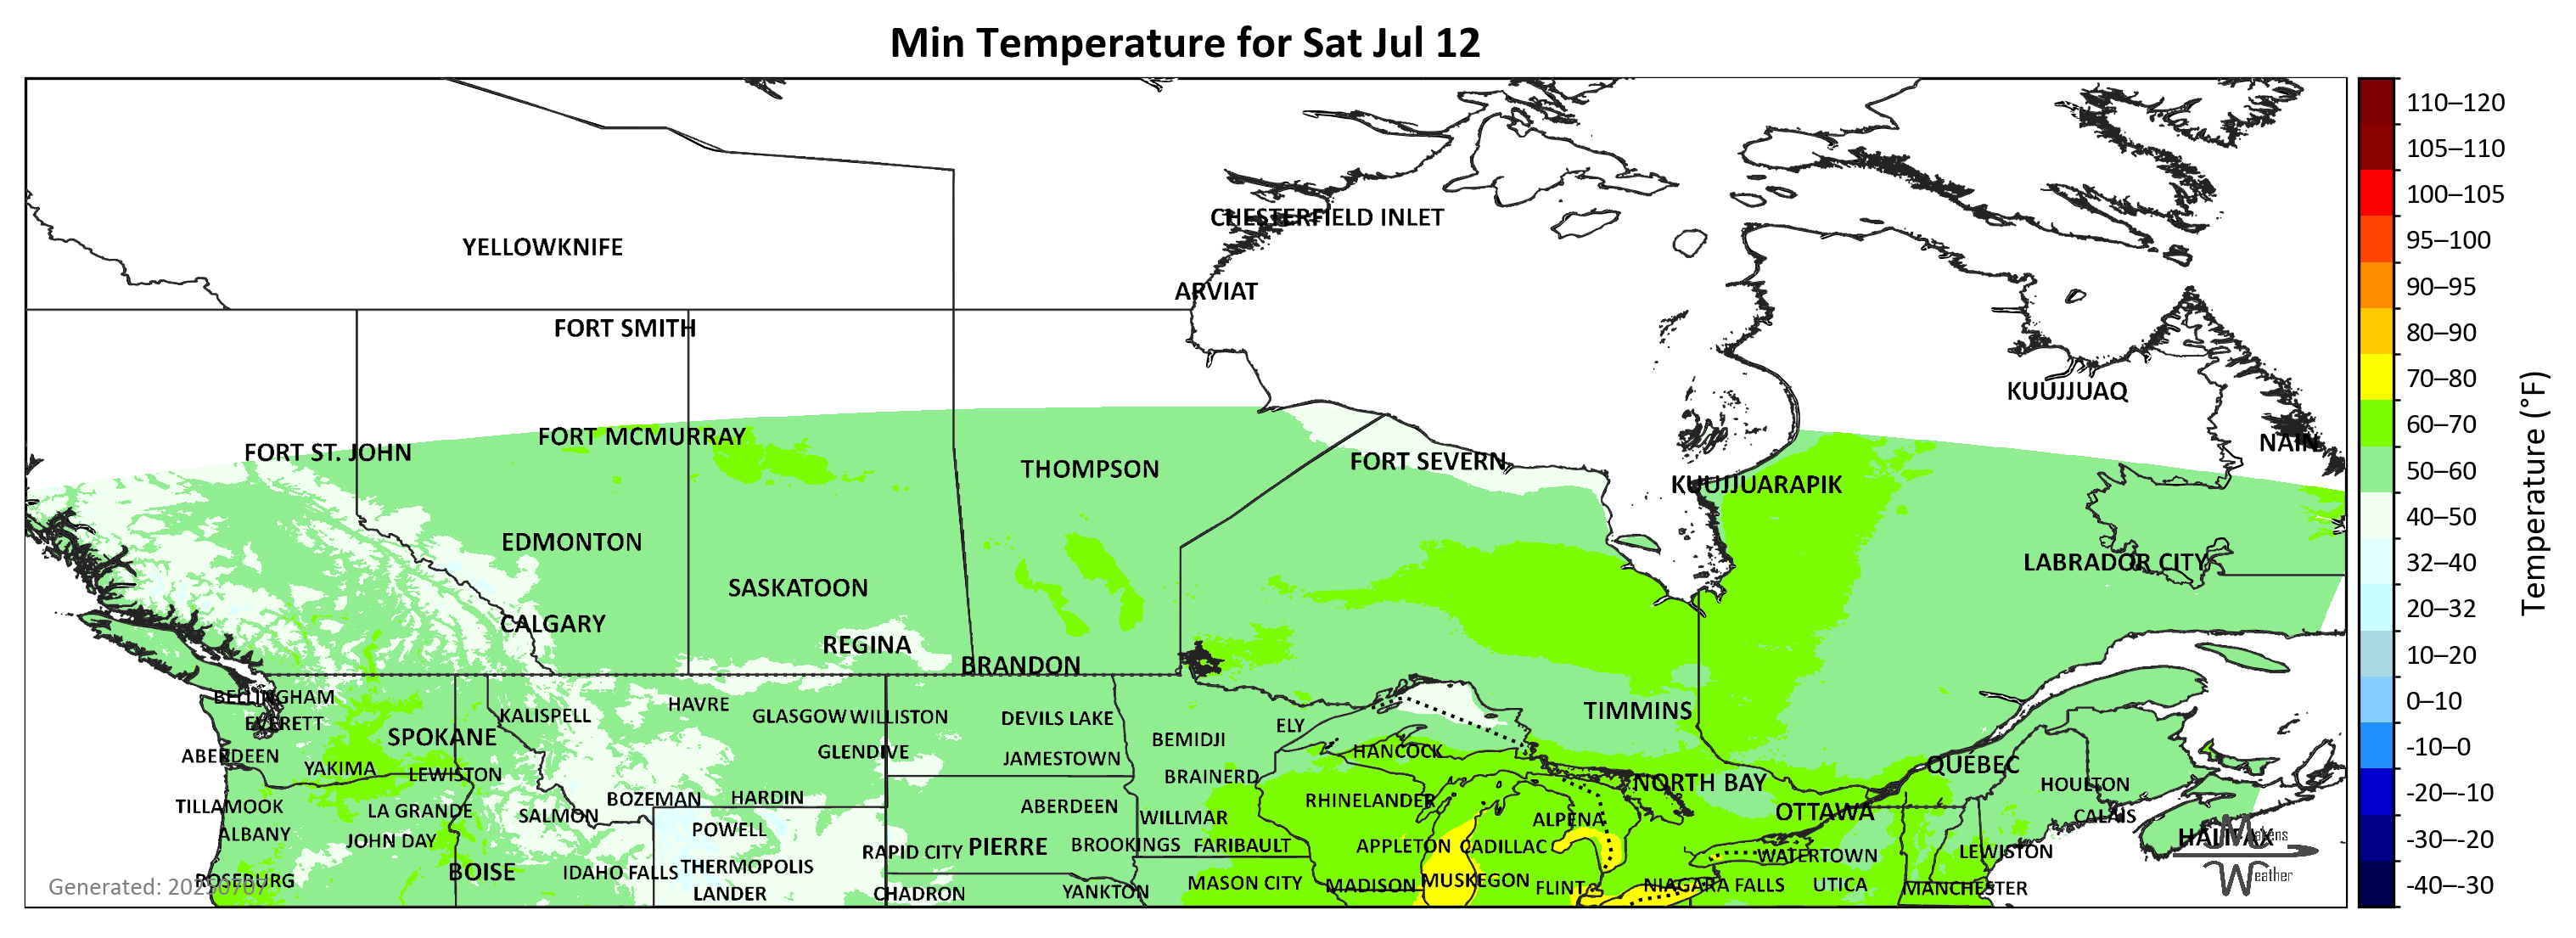 Min Temperature for Sat Jul 12
110–120
105–110
100–105
95–100
90–95
80–90
70–80
60–70
50–60
40–50
32–40
20–32
10–20
0–10
-10–0
-20–-10
-30–-20
-40–-30
Temperature (°F)
CHESTERFIELD INLET
YELLOWKNIFE
ARVIAT
FORT SMITH
KUUJJUAQ
FORT MCMURRAY
NAIN
FORT ST. JOHN
FORT SEVERN
THOMPSON
KUUJJUARAPIK
EDMONTON
LABRADOR CITY
SASKATOON
CALGARY
REGINA
BRANDON
BELLINGHAM
HAVRE
TIMMINS
KALISPELL
GLASGOW
WILLISTON
DEVILS LAKE
EVERETT
ELY
SPOKANE
BEMIDJI
ABERDEEN
GLENDIVE
JAMESTOWN
HANCOCK
YAKIMA
LEWISTON
BRAINERD
QUÉBEC
NORTH BAY
HOULTON
TILLAMOOK
LA GRANDE
BOZEMAN
HARDIN
ABERDEEN
RHINELANDER
SALMON
WILLMAR
ALPENA
OTTAWA
CALAIS
ALBANY
JOHN DAY
POWELL
HALIFAX
RAPID CITY
PIERRE
BROOKINGS
FARIBAULT
APPLETON
CADILLAC
WATERTOWN
LEWISTON
BOISE
IDAHO FALLS
THERMOPOLIS
ROSEBURG
LANDER
CHADRON
YANKTON
MASON CITY
MADISON
MUSKEGON
FLINT
NIAGARA FALLS
UTICA
MANCHESTER
Makens
Weather